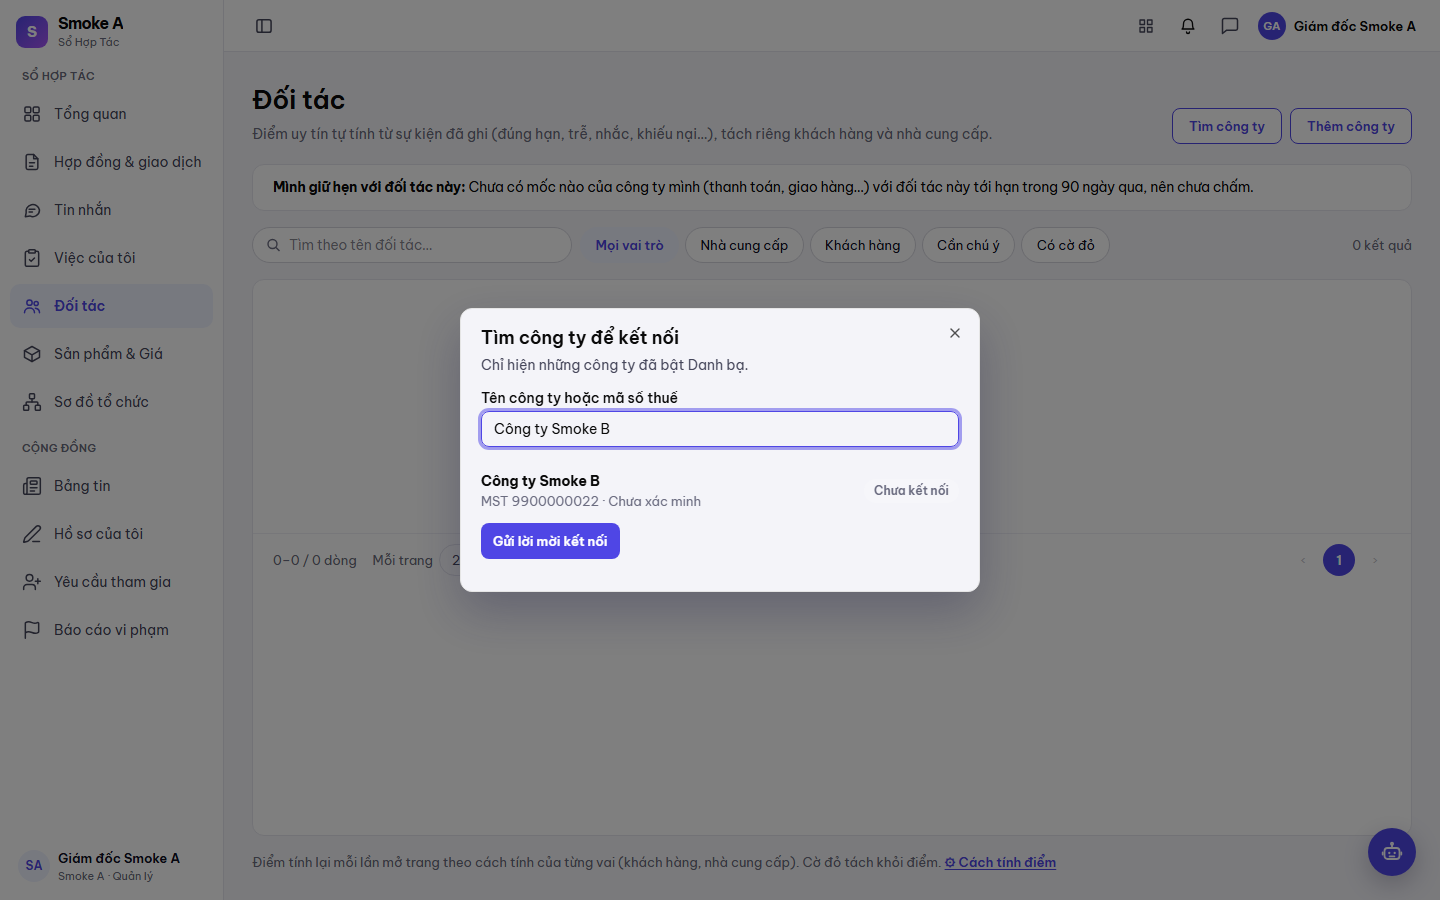 S
Smoke A
Sổ Hợp Tác
SỔ HỢP TÁC
Tổng quan
Hợp đồng & giao dịch
Tin nhắn
Việc của tôi
Đối tác
Sản phẩm & Giá
Sơ đồ tổ chức
CỘNG ĐỒNG
Bảng tin
Hồ sơ của tôi
Yêu cầu tham gia
Báo cáo vi phạm
SA
Giám đốc Smoke A
Smoke A · Quản lý
GA
Giám đốc Smoke A
Đối tác
Điểm uy tín tự tính từ sự kiện đã ghi (đúng hạn, trễ, nhắc, khiếu nại...), tách riêng khách hàng và nhà cung cấp.
Tìm công ty
Thêm công ty
Mình giữ hẹn với đối tác này: Chưa có mốc nào của công ty mình (thanh toán, giao hàng...) với đối tác này tới hạn trong 90 ngày qua, nên chưa chấm.
Tìm theo tên đối tác...
Mọi vai trò
Nhà cung cấp
Khách hàng
Cần chú ý
Có cờ đỏ
0 kết quả
Tìm công ty để kết nối
Chỉ hiện những công ty đã bật Danh bạ.
Tên công ty hoặc mã số thuế
Công ty Smoke B
Công ty Smoke B
MST 9900000022 · Chưa xác minh
Chưa kết nối
Gửi lời mời kết nối
0–0 / 0 dòng
Mỗi trang
2
‹
1
›
Điểm tính lại mỗi lần mở trang theo cách tính của từng vai (khách hàng, nhà cung cấp). Cờ đỏ tách khỏi điểm. ⚙ Cách tính điểm